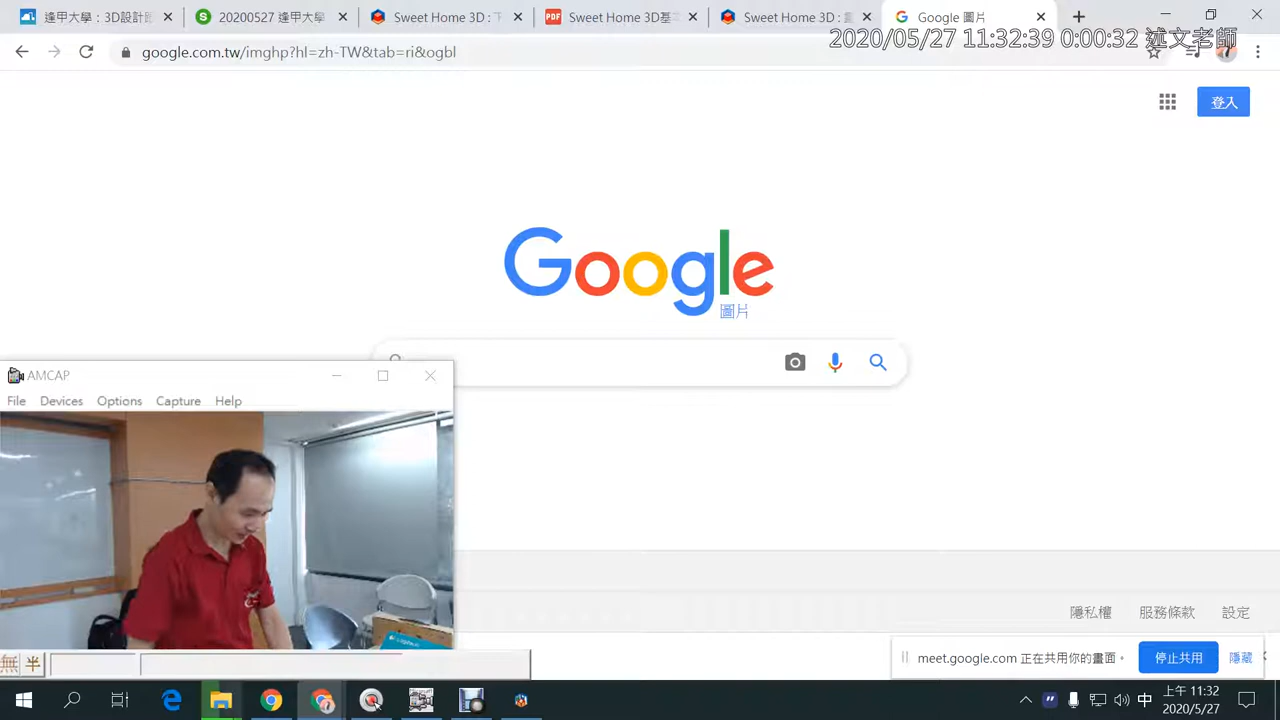 逢甲大學：3D設計展
20200527 逢甲大學
Sweet Home 3D : 下
Sweet Home 3D基本
Sweet Home 3D : 室
Google 圖片
google.com.tw/imghp?hl=zh-TW&tab=ri&ogbl
2020/05/27 11:32:39 0:00:32 述文老師
登入
Google
圖片
AMCAP
File Devices Options Capture Help
隱私權 服務條款 設定
meet.google.com 正在共用你的畫面。 停止共用 隱藏
無 半
中
上午 11:32
2020/5/27